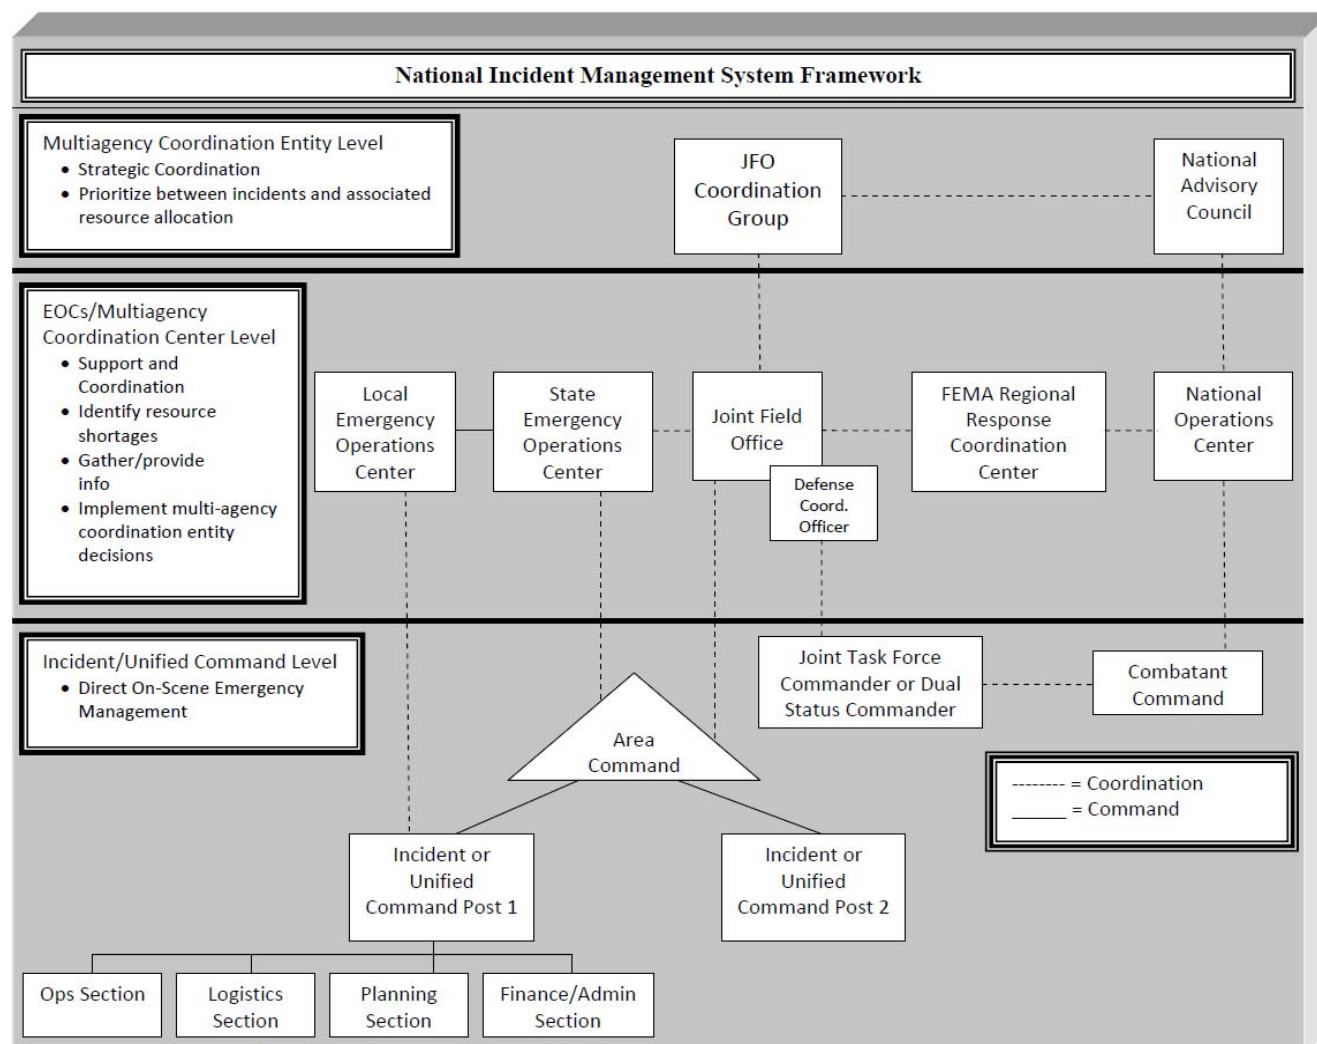 National Incident Management System Framework
Multiagency Coordination Entity Level
• Strategic Coordination
• Prioritize between incidents and associated
resource allocation
JFO
Coordination
Group
National
Advisory
Council
EOCs/Multiagency
Coordination Center Level
• Support and
Coordination
• Identify resource
shortages
• Gather/provide
info
• Implement multi-agency
coordination entity
decisions
Local
Emergency
Operations
Center
State
Emergency
Operations
Center
Joint Field
Office
Defense
Coord.
Officer
FEMA Regional
Response
Coordination
Center
National
Operations
Center
Incident/Unified Command Level
• Direct On-Scene Emergency
Management
Joint Task Force
Commander or Dual
Status Commander
Combatant
Command
Area
Command
-------- = Coordination
______ = Command
Incident or
Unified
Command Post 1
Incident or
Unified
Command Post 2
Ops Section
Logistics
Section
Planning
Section
Finance/Admin
Section